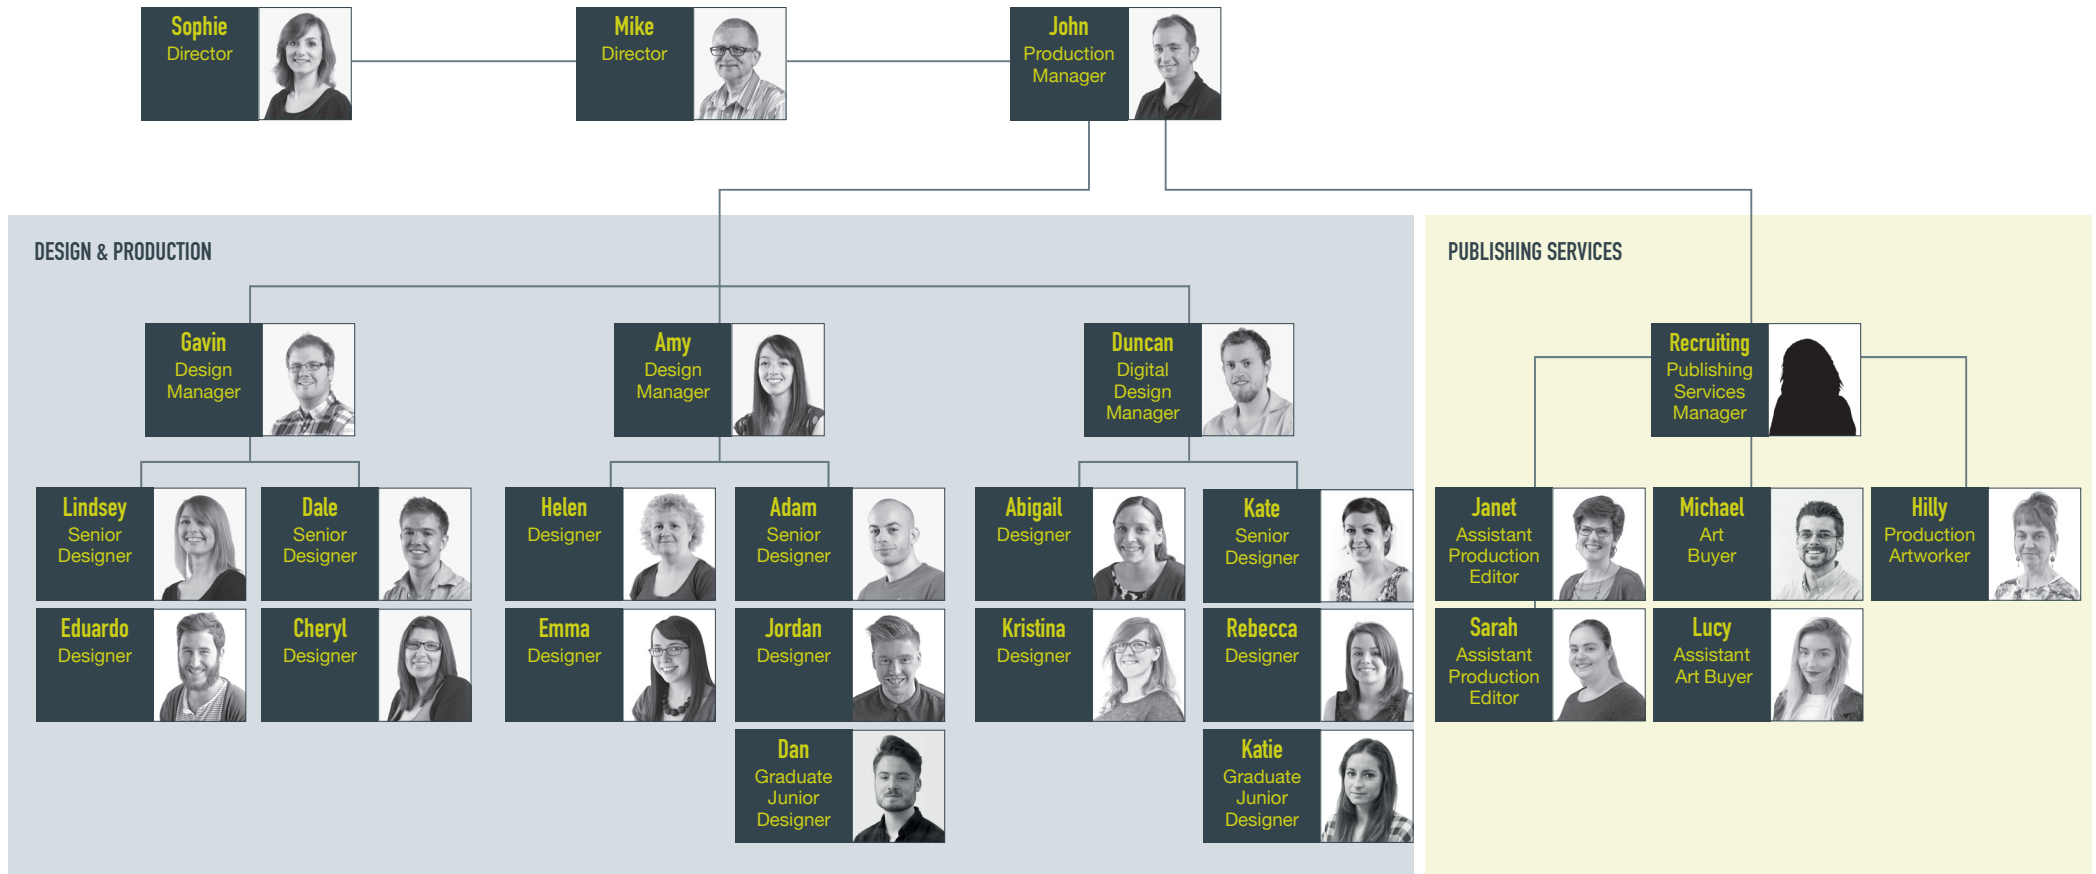 Sophie
Director
Mike
Director
John
Production
Manager
DESIGN & PRODUCTION
Gavin
Design
Manager
Amy
Design
Manager
Duncan
Digital
Design
Manager
Lindsey
Senior
Designer
Dale
Senior
Designer
Helen
Designer
Adam
Senior
Designer
Abigail
Designer
Kate
Senior
Designer
Eduardo
Designer
Cheryl
Designer
Emma
Designer
Jordan
Designer
Kristina
Designer
Rebecca
Designer
Dan
Graduate
Junior
Designer
Katie
Graduate
Junior
Designer
PUBLISHING SERVICES
Recruiting
Publishing
Services
Manager
Janet
Assistant
Production
Editor
Michael
Art
Buyer
Hilly
Production
Artworker
Sarah
Assistant
Production
Editor
Lucy
Assistant
Art Buyer